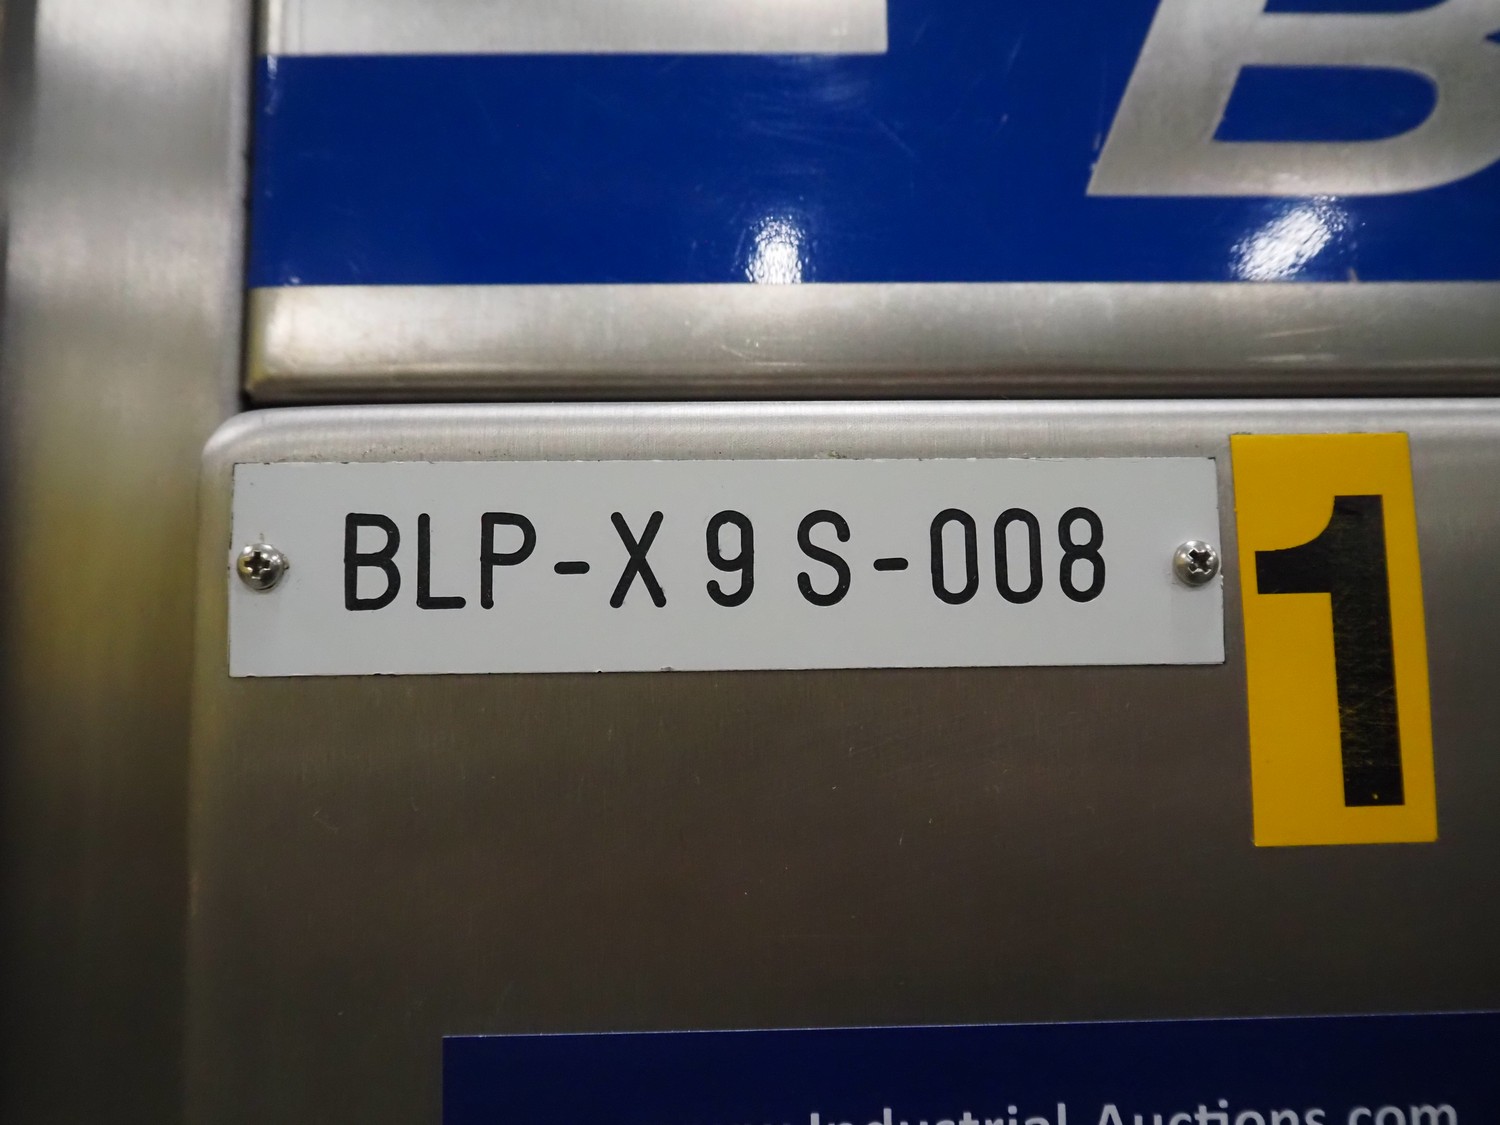 B
BLP-X9S-008
1
Industrial-Auctions.com